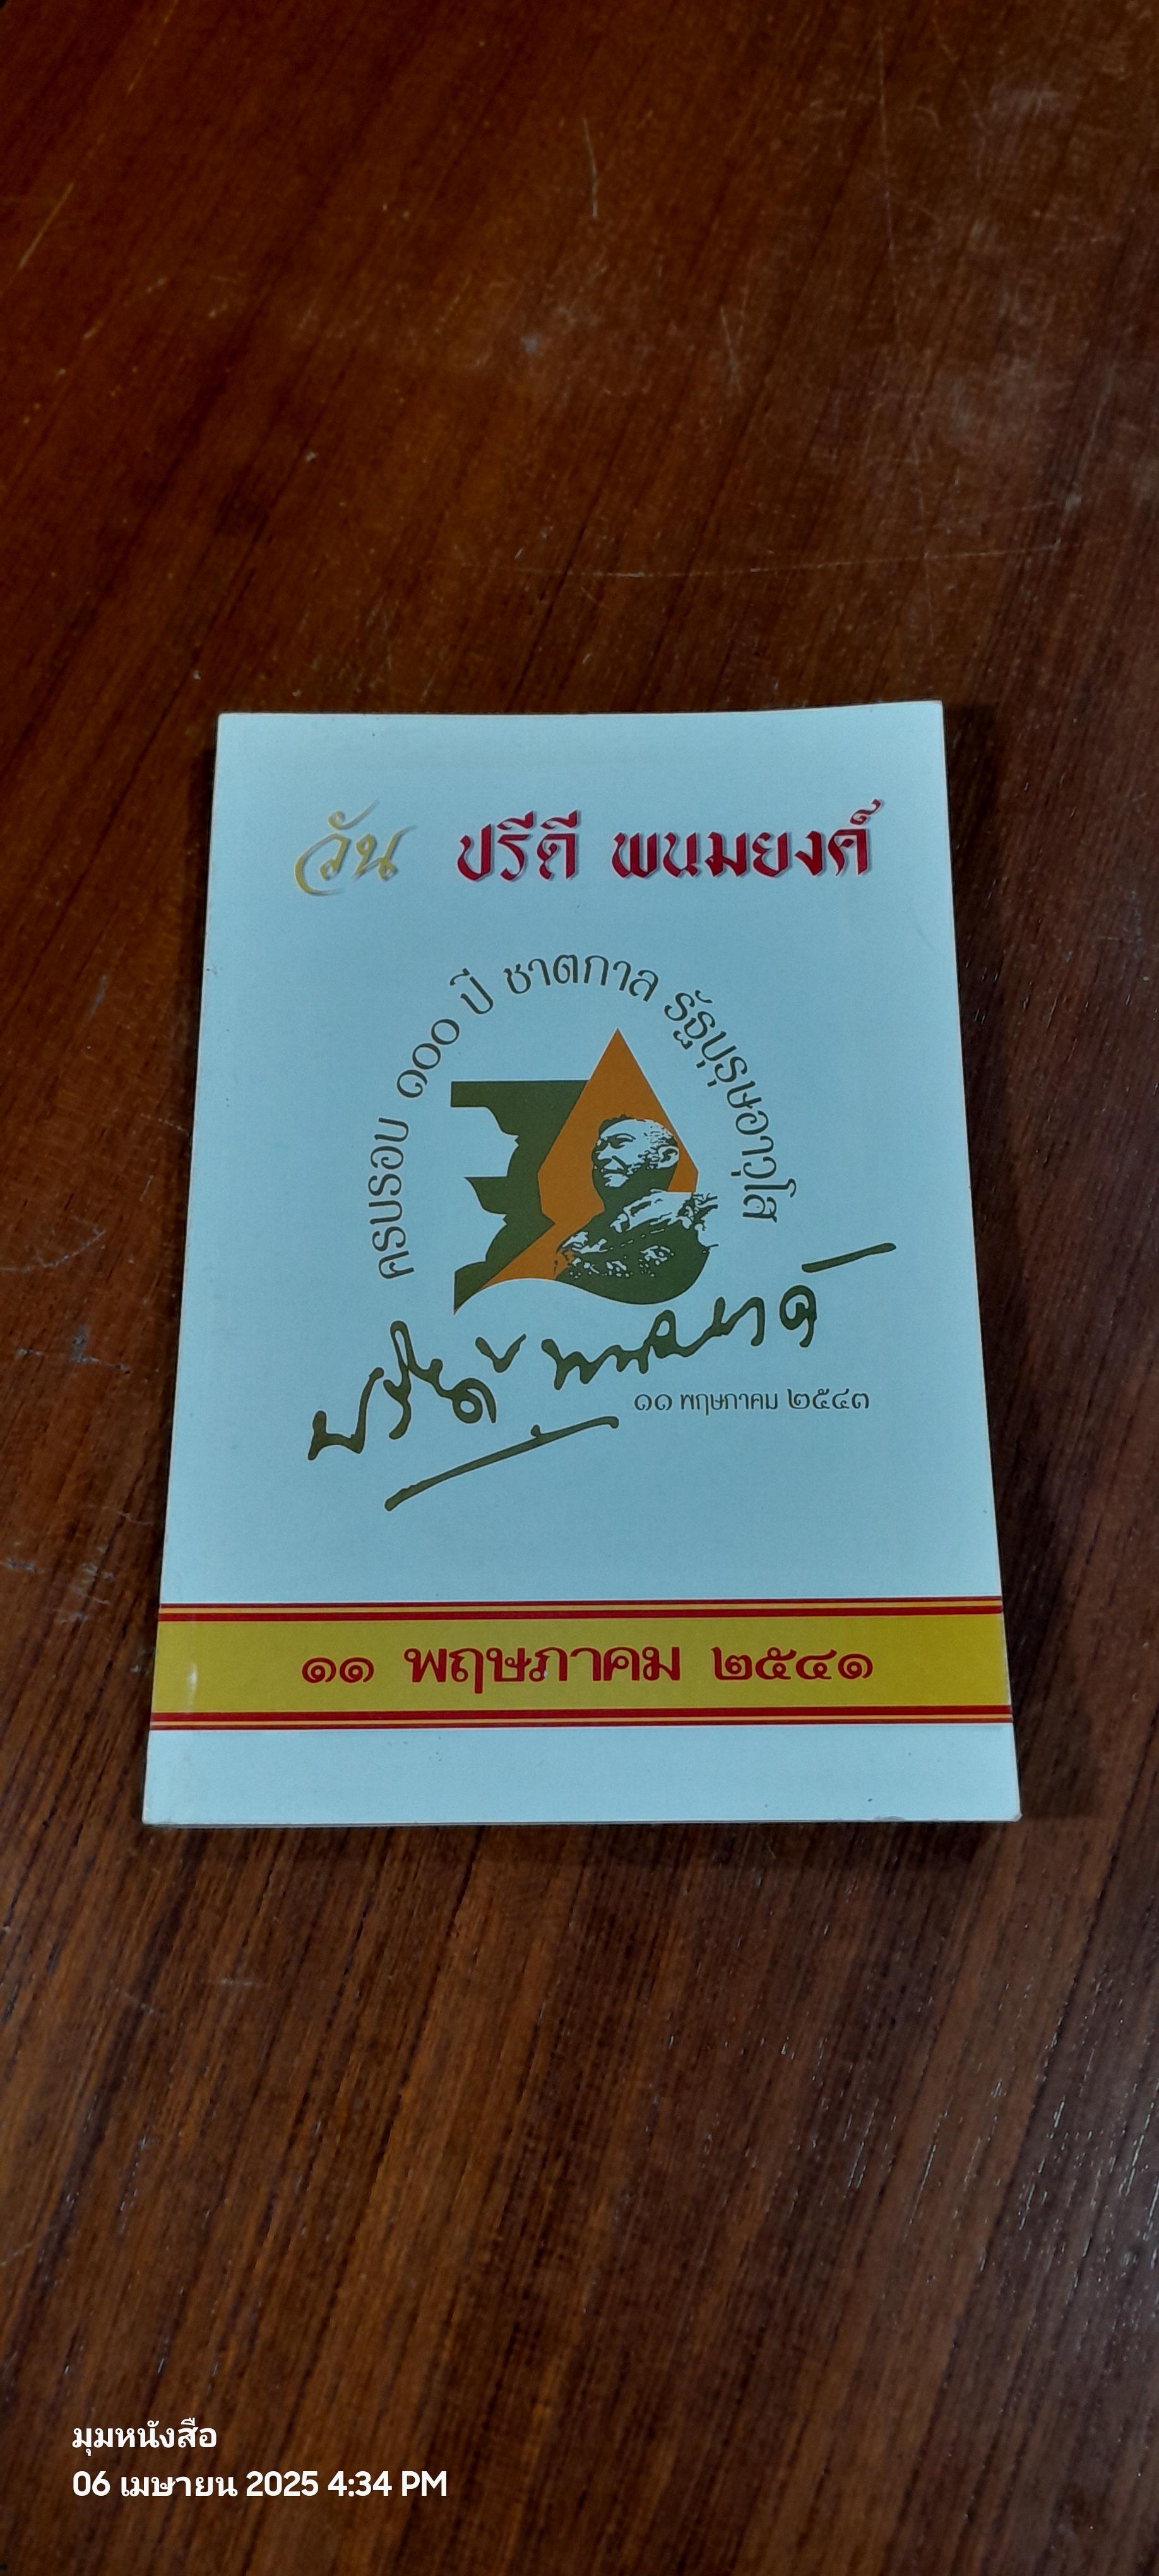 วัน ปรีดี พนมยงค์
ครบรอบ ๑๐๐ ปี ชาตกาล รัฐบุรุษอาวุโส
ปรีดี พนมยงค์
๑๑ พฤษภาคม ๒๕๔๓
๑๑ พฤษภาคม ๒๕๔๑
มุมหนังสือ
06 เมษายน 2025 4:34 PM